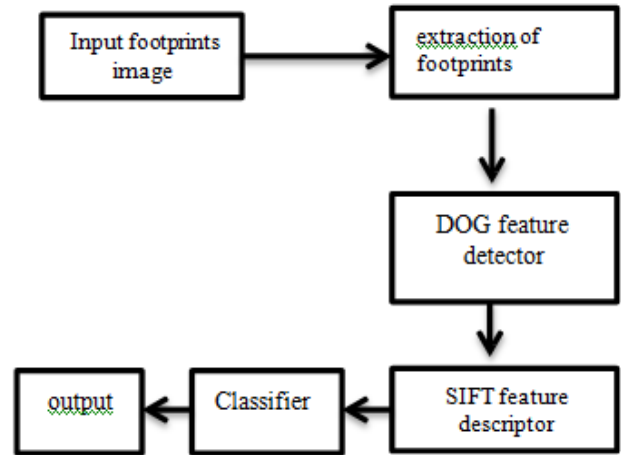 Input footprints
image
extraction of
footprints
DOG feature
detector
SIFT feature
descriptor
Classifier
output